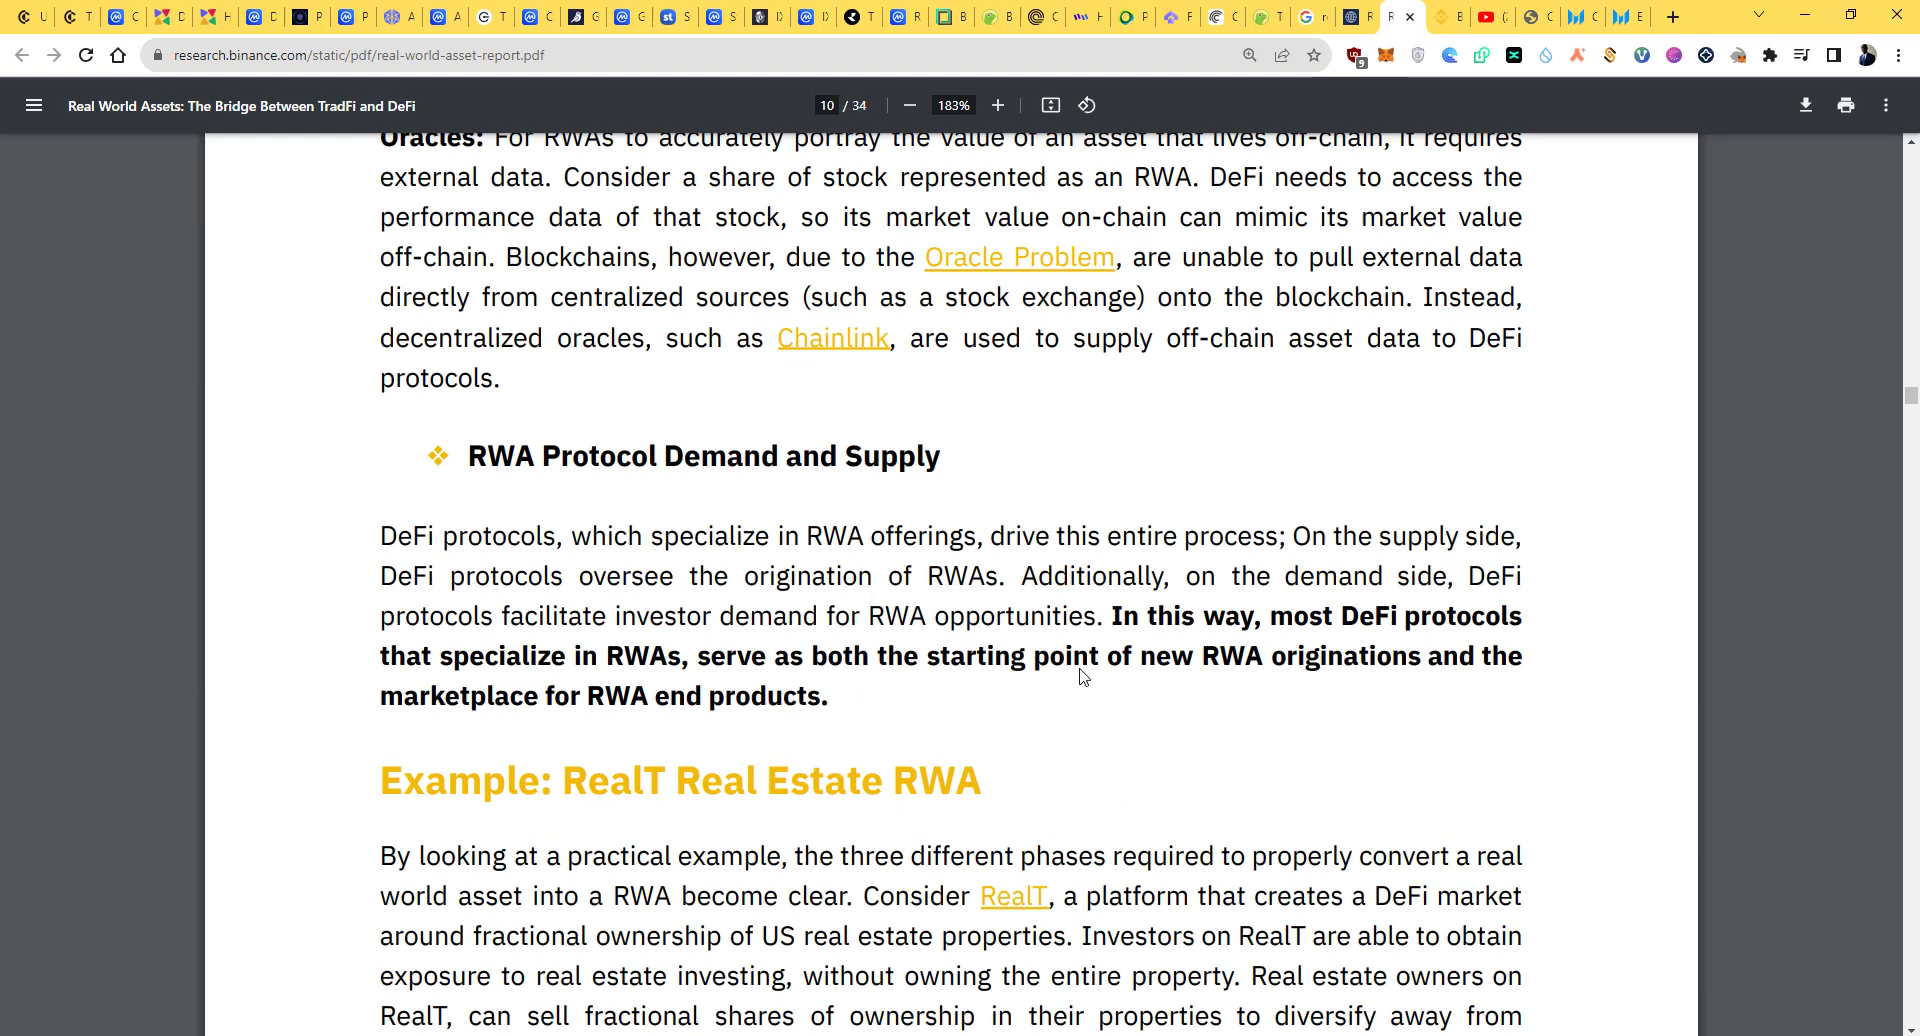 U
T
C
D
H
D
P
P
A
A
T
C
G
G
S
S
D
D
T
R
B
B
C
H
P
F
C
T
r
R
R
B
(
C
C
E
research.binance.com/static/pdf/real-world-asset-report.pdf
9
Real World Assets: The Bridge Between TradFi and DeFi
10 / 34
183%
Oracles: For RWAs to accurately portray the value of an asset that lives off-chain, it requires
external data. Consider a share of stock represented as an RWA. DeFi needs to access the
performance data of that stock, so its market value on-chain can mimic its market value
off-chain. Blockchains, however, due to the Oracle Problem, are unable to pull external data
directly from centralized sources (such as a stock exchange) onto the blockchain. Instead,
decentralized oracles, such as Chainlink, are used to supply off-chain asset data to DeFi
protocols.
❖ RWA Protocol Demand and Supply
DeFi protocols, which specialize in RWA offerings, drive this entire process; On the supply side,
DeFi protocols oversee the origination of RWAs. Additionally, on the demand side, DeFi
protocols facilitate investor demand for RWA opportunities. In this way, most DeFi protocols
that specialize in RWAs, serve as both the starting point of new RWA originations and the
marketplace for RWA end products.
Example: RealT Real Estate RWA
By looking at a practical example, the three different phases required to properly convert a real
world asset into a RWA become clear. Consider RealT, a platform that creates a DeFi market
around fractional ownership of US real estate properties. Investors on RealT are able to obtain
exposure to real estate investing, without owning the entire property. Real estate owners on
RealT, can sell fractional shares of ownership in their properties to diversify away from